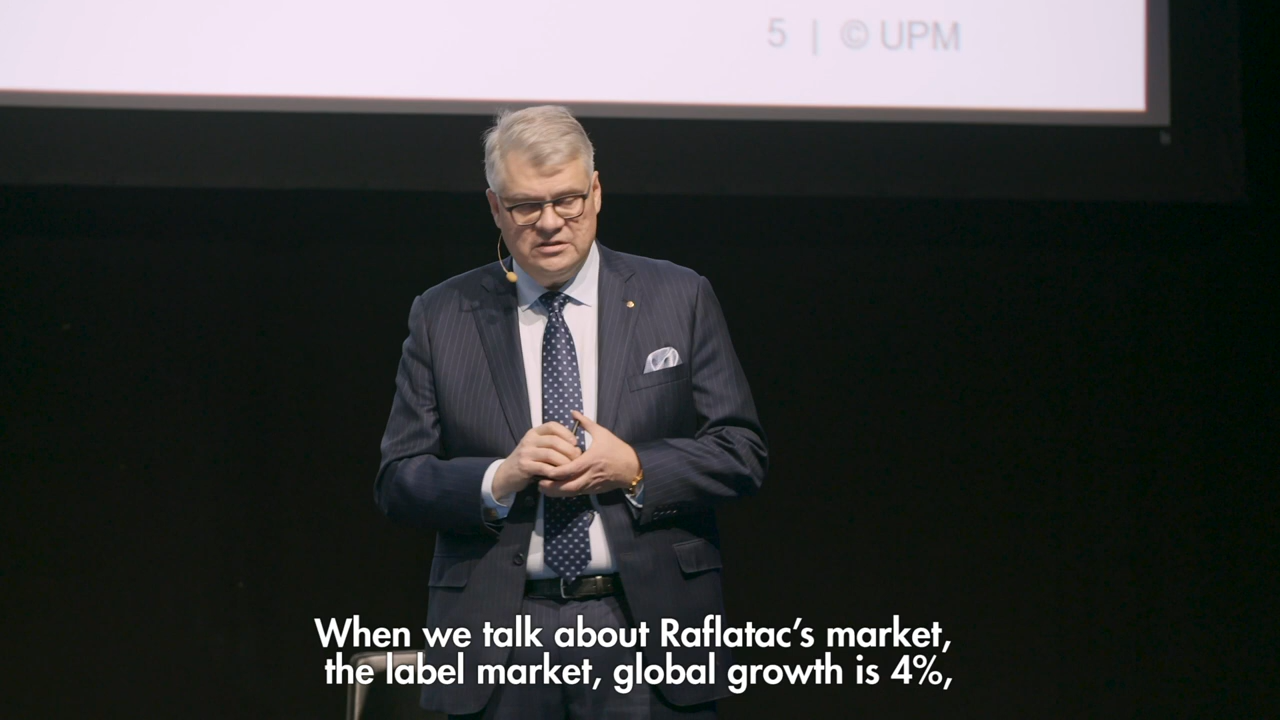 5 | © UPM
When we talk about Raflatac's market,
the label market, global growth is 4%,